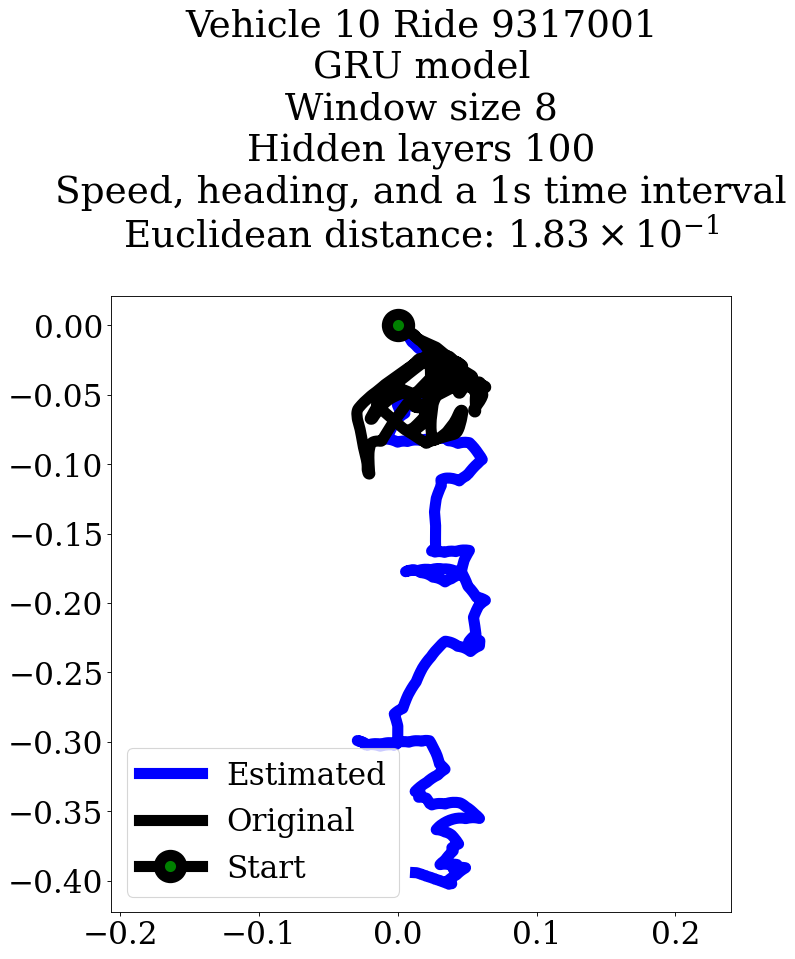 Vehicle 10 Ride 9317001
GRU model
Window size 8
Hidden layers 100
Speed, heading, and a 1s time interval
Euclidean distance: 1.83 × 10⁻¹
0.00
−0.05
−0.10
−0.15
−0.20
−0.25
−0.30
−0.35
−0.40
Estimated
Original
Start
−0.2
−0.1
0.0
0.1
0.2